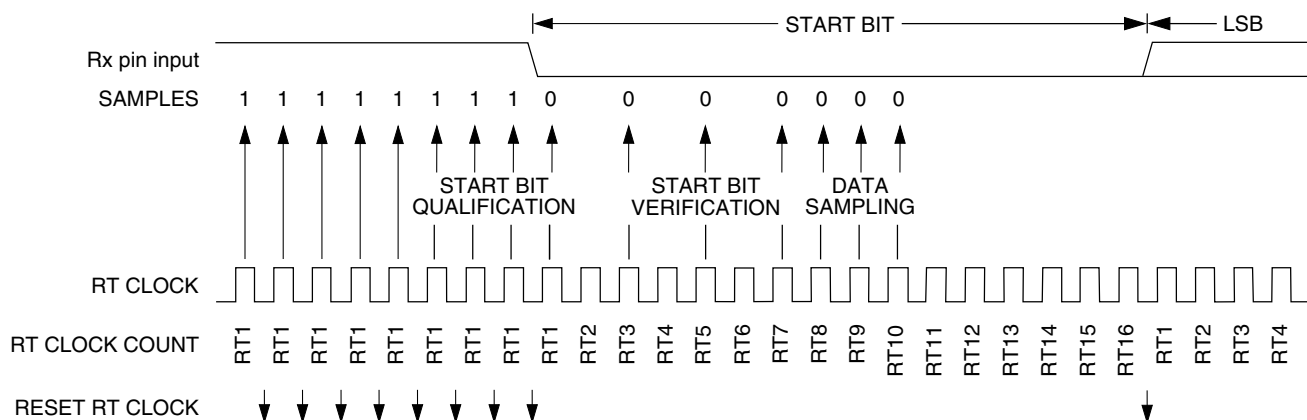 START BIT LSB
Rx pin input
SAMPLES 1 1 1 1 1 1 1 1 0 0 0 0 0 0 0
START BIT QUALIFICATION START BIT VERIFICATION DATA SAMPLING
RT CLOCK
RT CLOCK COUNT RT1 RT1 RT1 RT1 RT1 RT1 RT1 RT1 RT1 RT2 RT3 RT4 RT5 RT6 RT7 RT8 RT9 RT10 RT11 RT12 RT13 RT14 RT15 RT16 RT1 RT2 RT3 RT4
RESET RT CLOCK